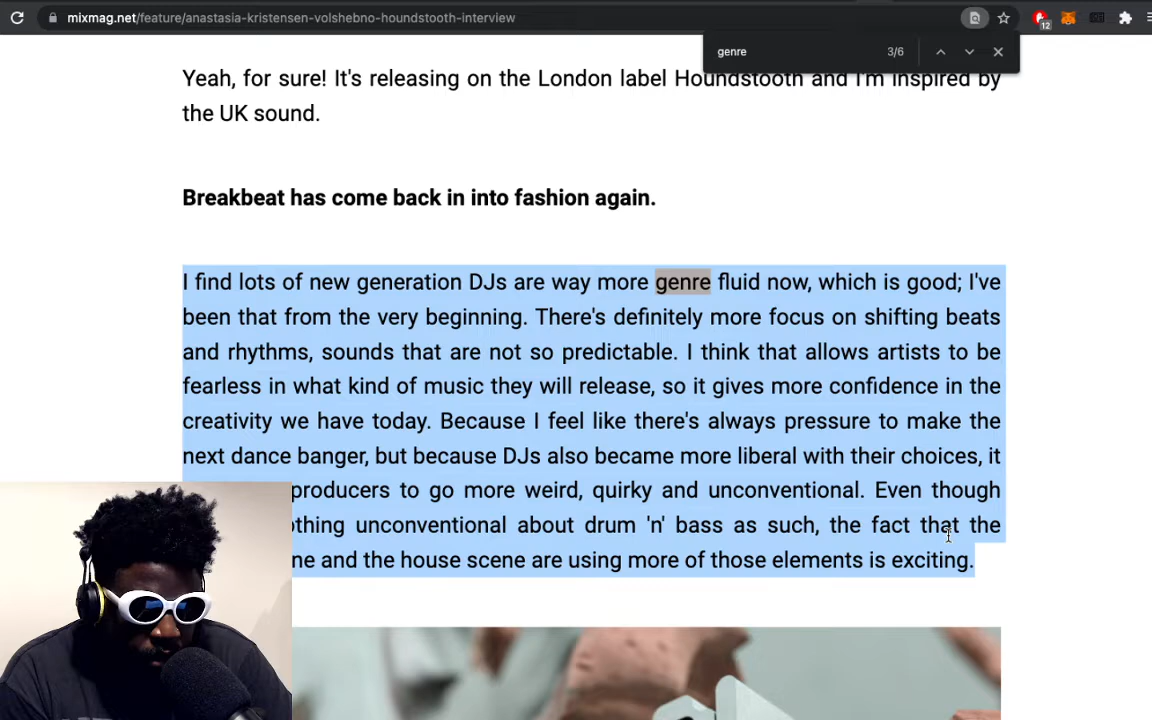 mixmag.net/feature/anastasia-kristensen-volshebno-houndstooth-interview
12
genre
3/6
Yeah, for sure! It's releasing on the London label Houndstooth and I'm inspired by
the UK sound.
Breakbeat has come back in into fashion again.
I find lots of new generation DJs are way more genre fluid now, which is good; I've
been that from the very beginning. There's definitely more focus on shifting beats
and rhythms, sounds that are not so predictable. I think that allows artists to be
fearless in what kind of music they will release, so it gives more confidence in the
creativity we have today. Because I feel like there's always pressure to make the
next dance banger, but because DJs also became more liberal with their choices, it
producers to go more weird, quirky and unconventional. Even though
othing unconventional about drum 'n' bass as such, the fact that the
ne and the house scene are using more of those elements is exciting.